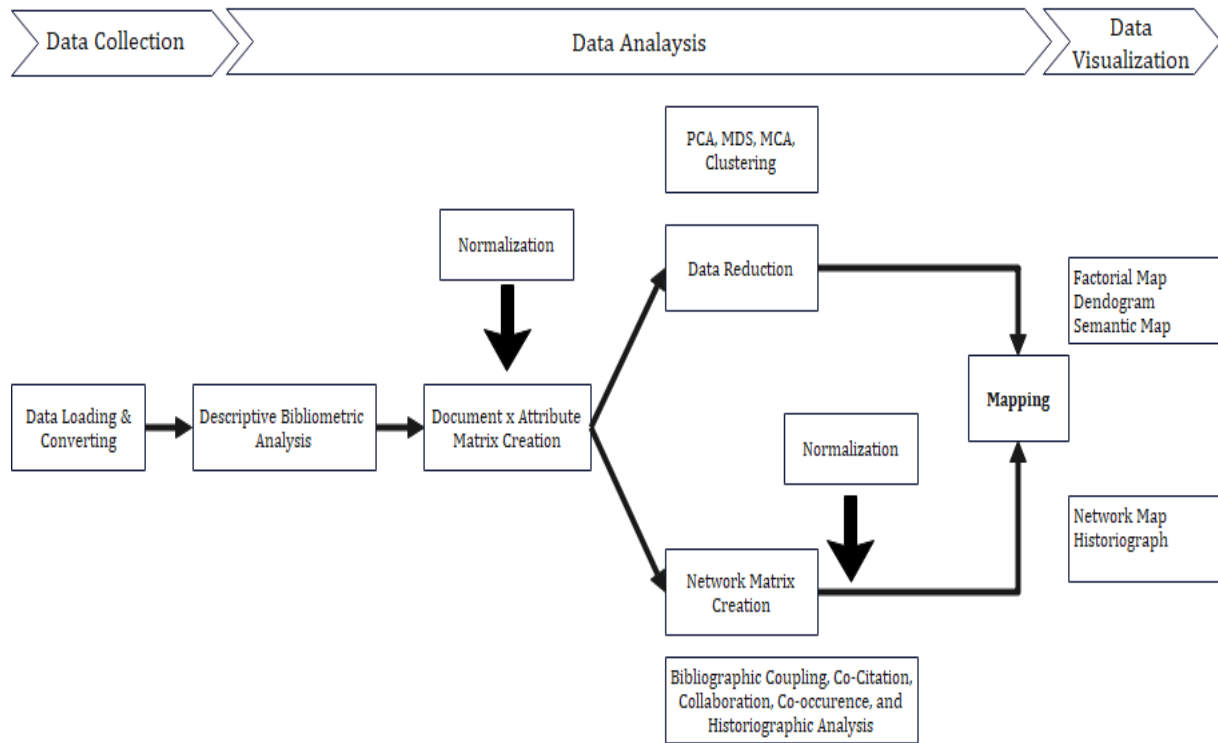 Data Collection
Data Analaysis
Data
Visualization
PCA, MDS, MCA,
Clustering
Normalization
Data Reduction
Factorial Map
Dendogram
Semantic Map
Mapping
Data Loading &
Converting
Descriptive Bibliometric
Analysis
Document x Attribute
Matrix Creation
Normalization
Network Map
Historiograph
Network Matrix
Creation
Bibliographic Coupling, Co-Citation,
Collaboration, Co-occurence, and
Historiographic Analysis